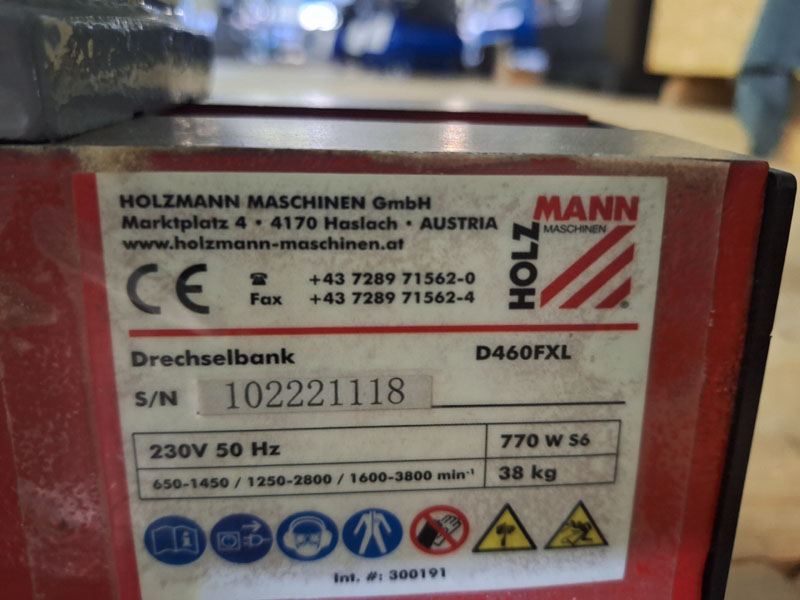 HOLZMANN MASCHINEN GmbH
Marktplatz 4 • 4170 Haslach • AUSTRIA
www.holzmann-maschinen.at
HOLZMANN
MASCHINEN
®
CE
☎ +43 7289 71562-0
Fax +43 7289 71562-4
Drechselbank D460FXL
S/N 102221118
230V 50 Hz 770 W S6
650-1450 / 1250-2800 / 1600-3800 min⁻¹ 38 kg
Int. #: 300191